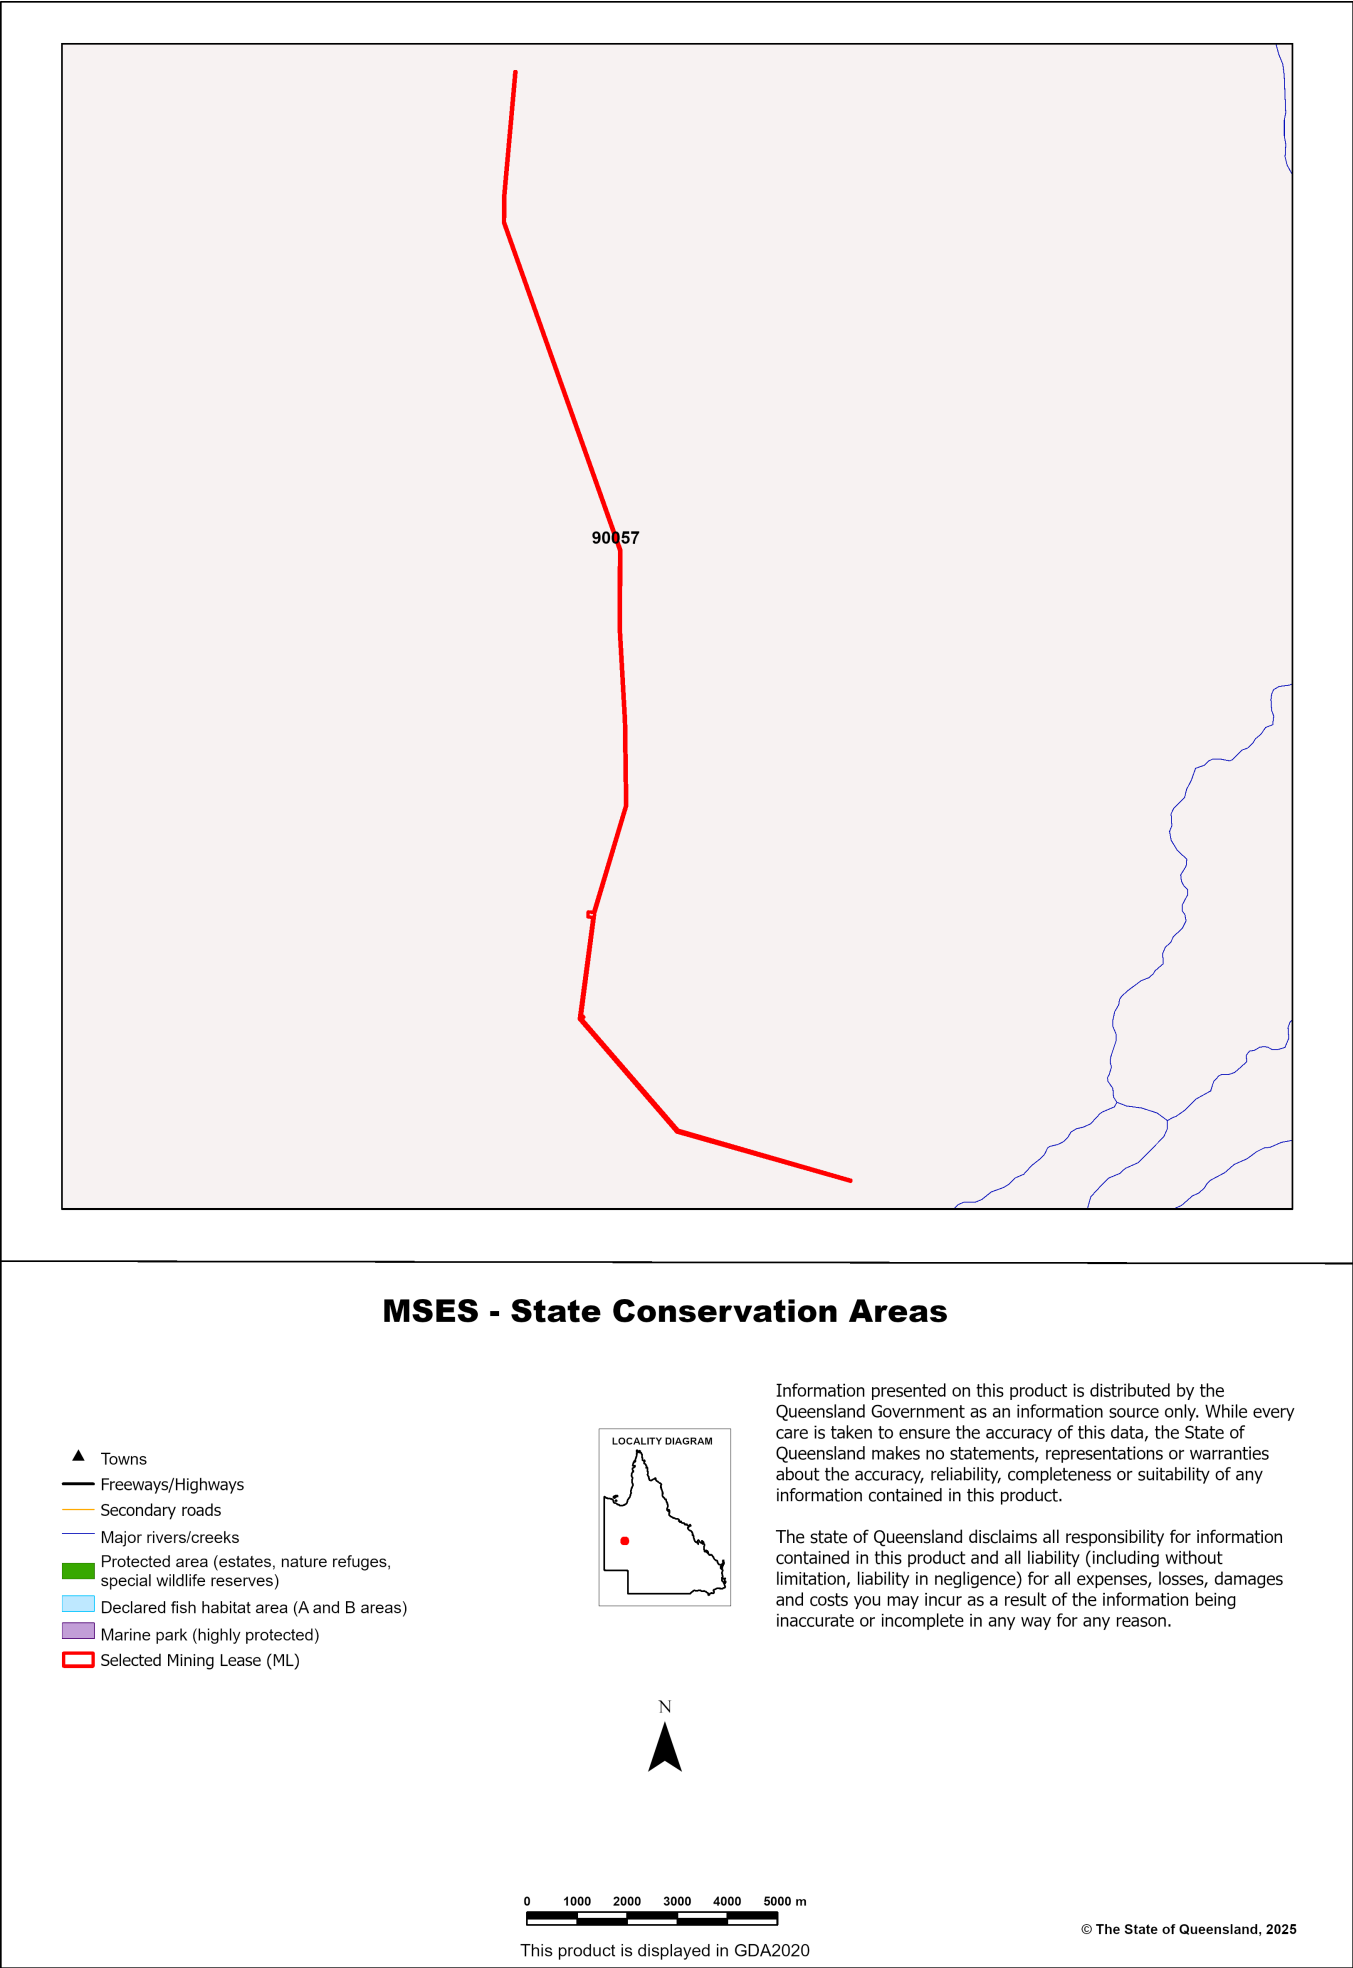 90057
MSES - State Conservation Areas
Towns
Freeways/Highways
Secondary roads
Major rivers/creeks
Protected area (estates, nature refuges,
special wildlife reserves)
Declared fish habitat area (A and B areas)
Marine park (highly protected)
Selected Mining Lease (ML)
LOCALITY DIAGRAM
Information presented on this product is distributed by the
Queensland Government as an information source only. While every
care is taken to ensure the accuracy of this data, the State of
Queensland makes no statements, representations or warranties
about the accuracy, reliability, completeness or suitability of any
information contained in this product.
The state of Queensland disclaims all responsibility for information
contained in this product and all liability (including without
limitation, liability in negligence) for all expenses, losses, damages
and costs you may incur as a result of the information being
inaccurate or incomplete in any way for any reason.
N
0 1000 2000 3000 4000 5000 m
This product is displayed in GDA2020
© The State of Queensland, 2025